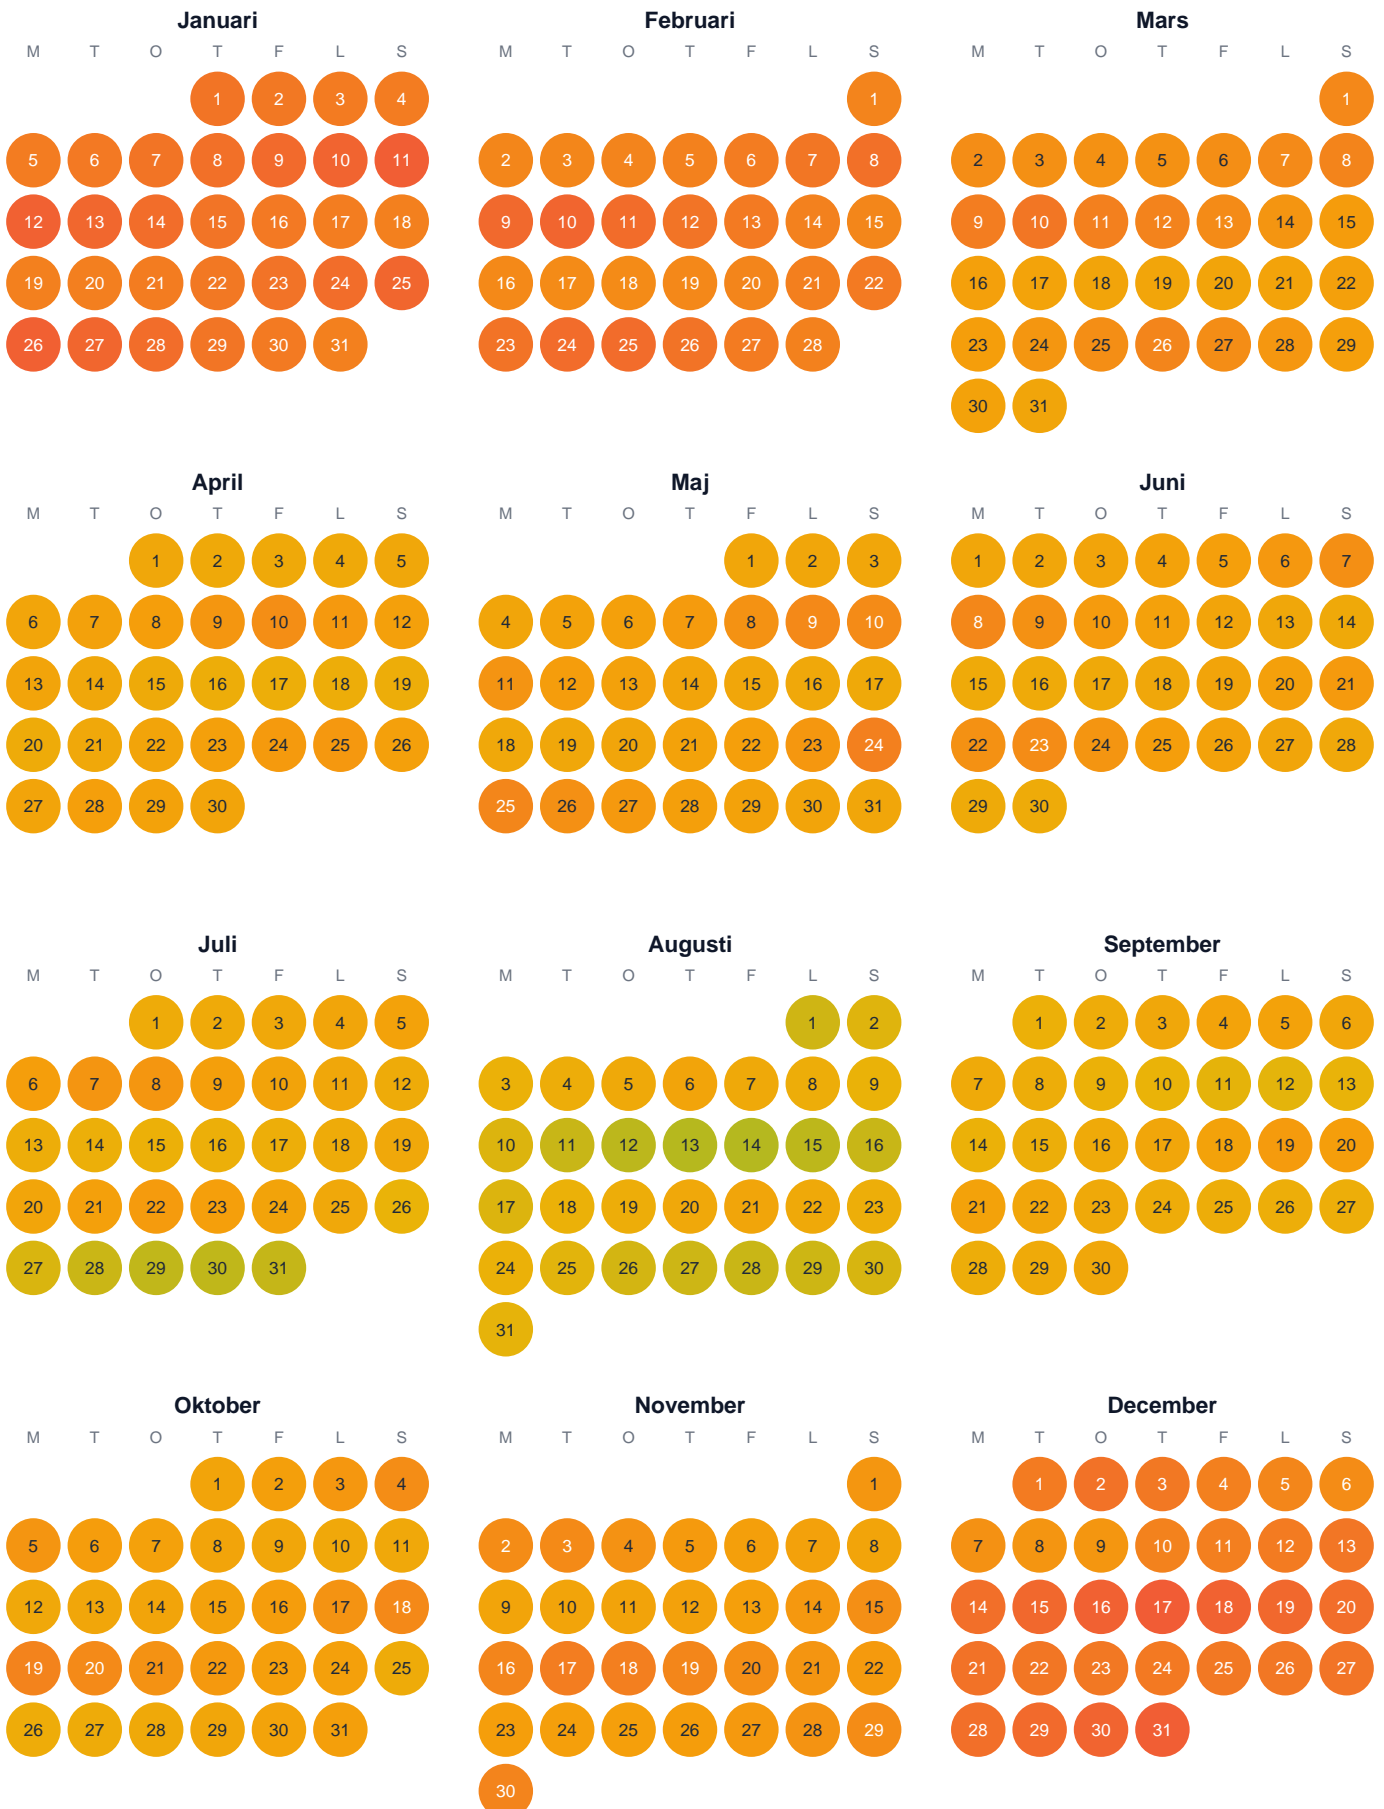 Januari Februari Mars
M T O T F L S M T O T F L S M T O T F L S
1 2 3 4 1 1
5 6 7 8 9 10 11 2 3 4 5 6 7 8 2 3 4 5 6 7 8
12 13 14 15 16 17 18 9 10 11 12 13 14 15 9 10 11 12 13 14 15
19 20 21 22 23 24 25 16 17 18 19 20 21 22 16 17 18 19 20 21 22
26 27 28 29 30 31 23 24 25 26 27 28 23 24 25 26 27 28 29
30 31
April Maj Juni
M T O T F L S M T O T F L S M T O T F L S
1 2 3 4 5 1 2 3 1 2 3 4 5 6 7
6 7 8 9 10 11 12 4 5 6 7 8 9 10 8 9 10 11 12 13 14
13 14 15 16 17 18 19 11 12 13 14 15 16 17 15 16 17 18 19 20 21
20 21 22 23 24 25 26 18 19 20 21 22 23 24 22 23 24 25 26 27 28
27 28 29 30 25 26 27 28 29 30 31 29 30
Juli Augusti September
M T O T F L S M T O T F L S M T O T F L S
1 2 3 4 5 1 2 1 2 3 4 5 6
6 7 8 9 10 11 12 3 4 5 6 7 8 9 7 8 9 10 11 12 13
13 14 15 16 17 18 19 10 11 12 13 14 15 16 14 15 16 17 18 19 20
20 21 22 23 24 25 26 17 18 19 20 21 22 23 21 22 23 24 25 26 27
27 28 29 30 31 24 25 26 27 28 29 30 28 29 30
31
Oktober November December
M T O T F L S M T O T F L S M T O T F L S
1 2 3 4 1 1 2 3 4 5 6
5 6 7 8 9 10 11 2 3 4 5 6 7 8 7 8 9 10 11 12 13
12 13 14 15 16 17 18 9 10 11 12 13 14 15 14 15 16 17 18 19 20
19 20 21 22 23 24 25 16 17 18 19 20 21 22 21 22 23 24 25 26 27
26 27 28 29 30 31 23 24 25 26 27 28 29 28 29 30 31
30